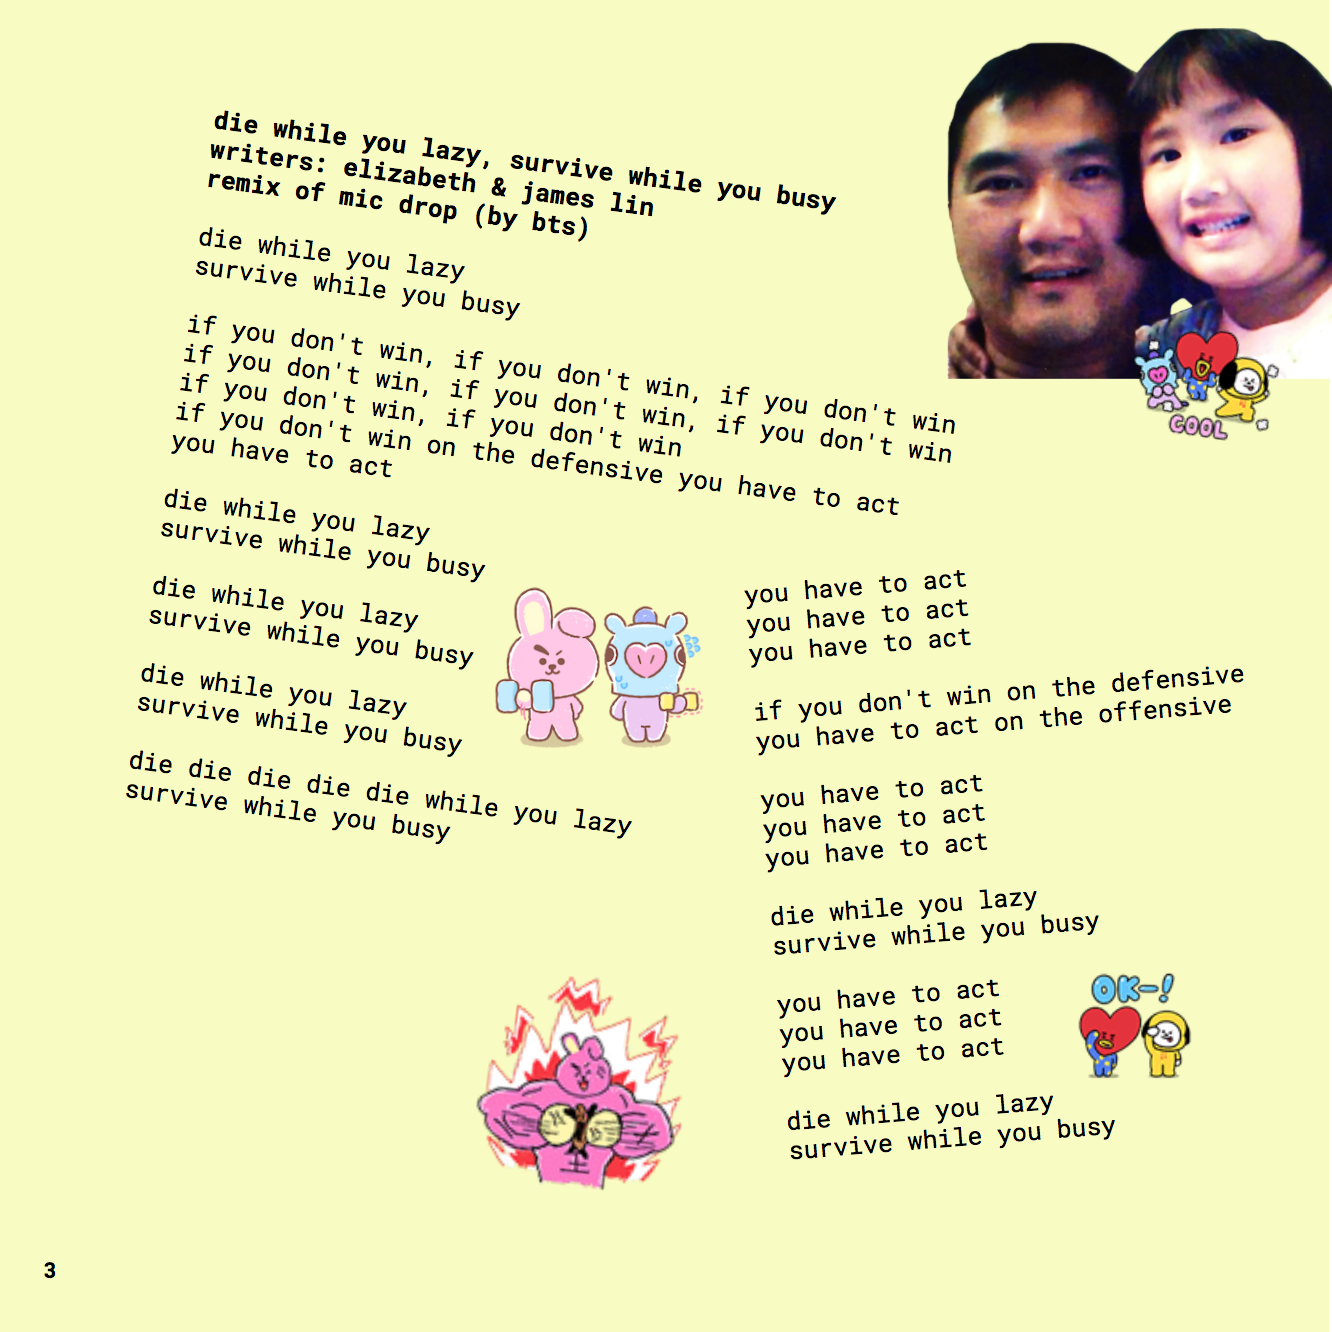 die while you lazy, survive while you busy
writers: elizabeth & james lin
remix of mic drop (by bts)
die while you lazy
survive while you busy
if you don't win, if you don't win, if you don't win
if you don't win, if you don't win, if you don't win
if you don't win, if you don't win
if you don't win on the defensive you have to act
you have to act
die while you lazy
survive while you busy
die while you lazy
survive while you busy
die while you lazy
survive while you busy
die die die die die while you lazy
survive while you busy
COOL
you have to act
you have to act
you have to act
if you don't win on the defensive
you have to act on the offensive
you have to act
you have to act
you have to act
die while you lazy
survive while you busy
you have to act
you have to act
you have to act
OK-!
die while you lazy
survive while you busy
3